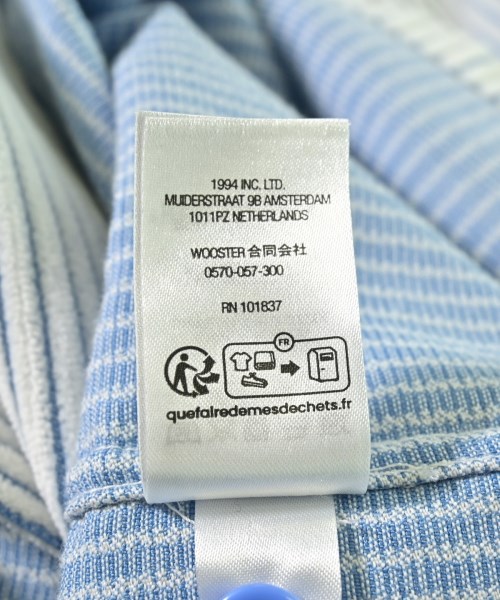 1994 INC. LTD.
MUIDERSTRAAT 9B AMSTERDAM
1011PZ NETHERLANDS
WOOSTER 合同会社
0570-057-300
RN 101837
FR
quefairedemesdechets.fr